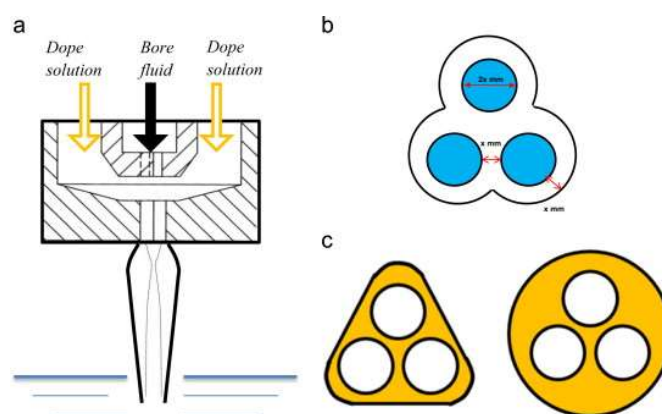 a
Dope
solution
Bore
fluid
Dope
solution
b
2x mm
x mm
x mm
c